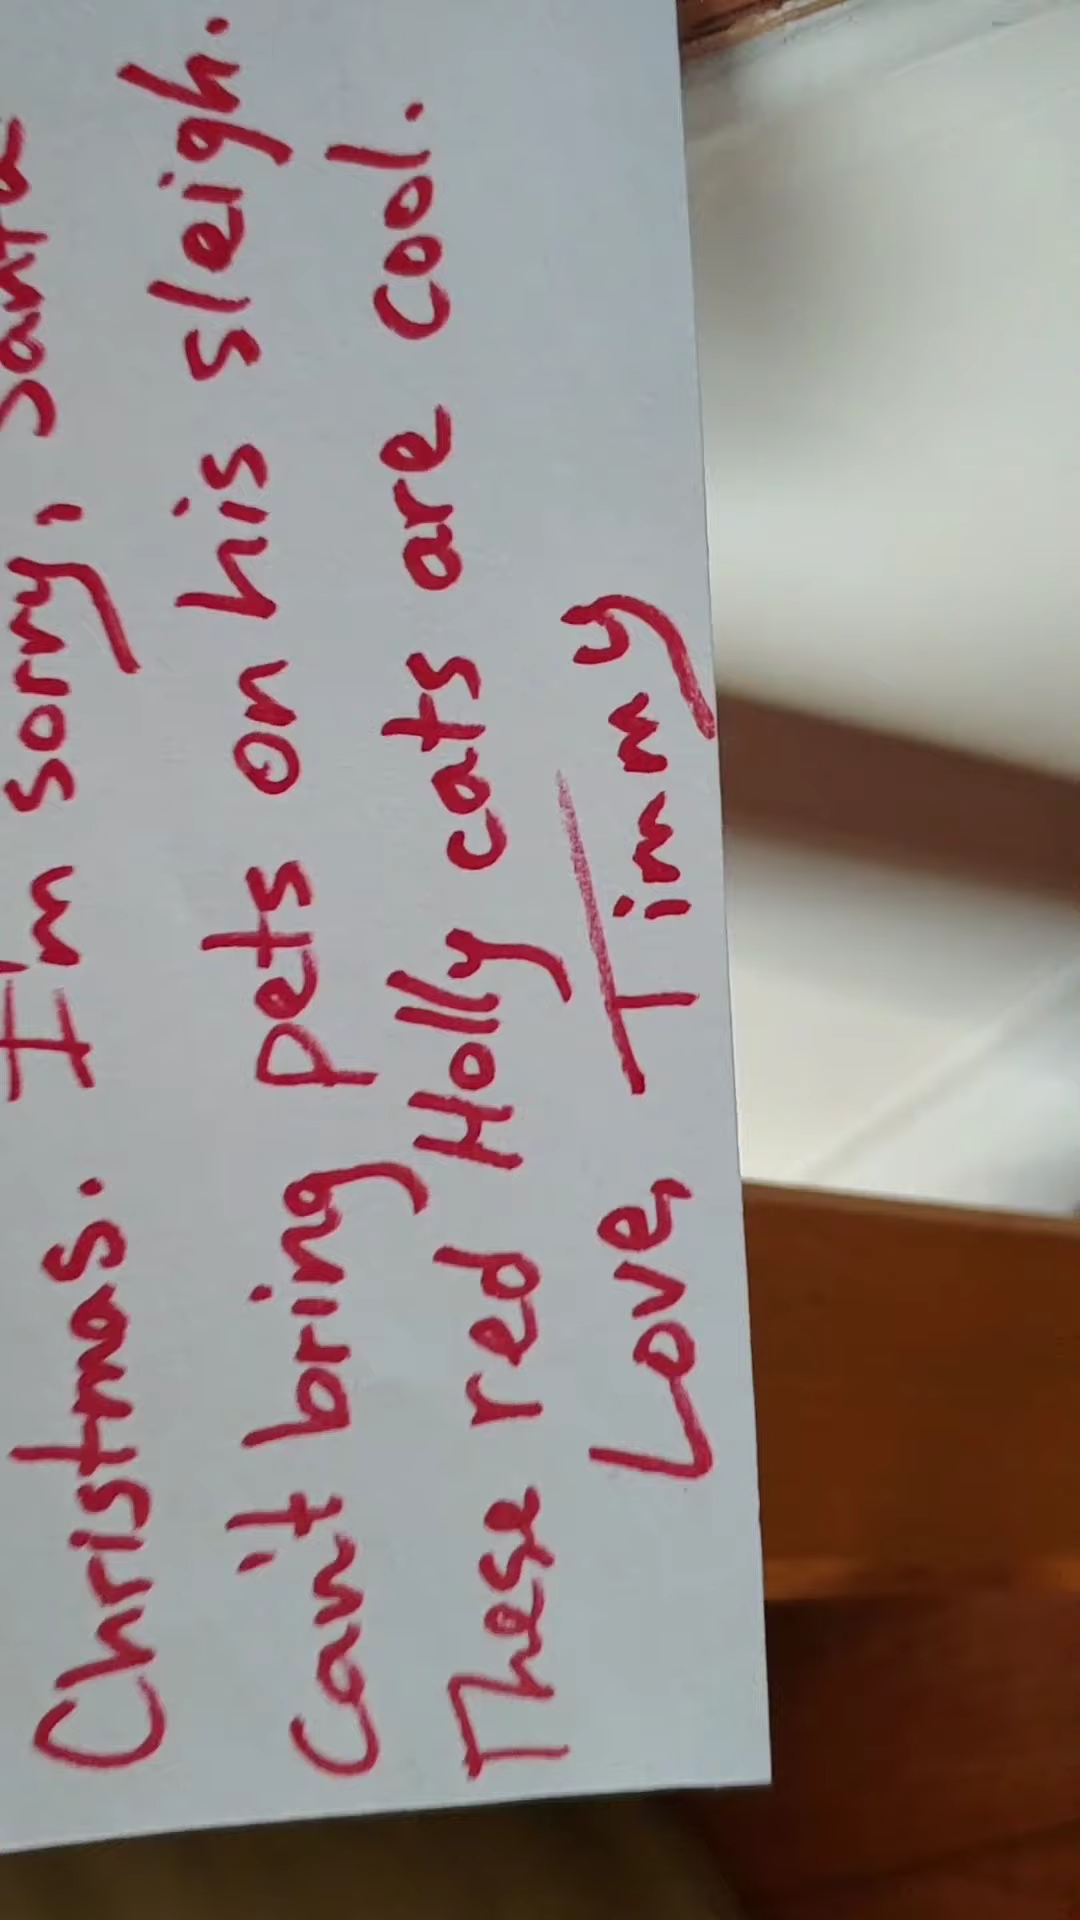 Christmas. I'm sorry, Santa
can't bring pets on his sleigh.
These red Holly cats are cool.
Love, Timmy